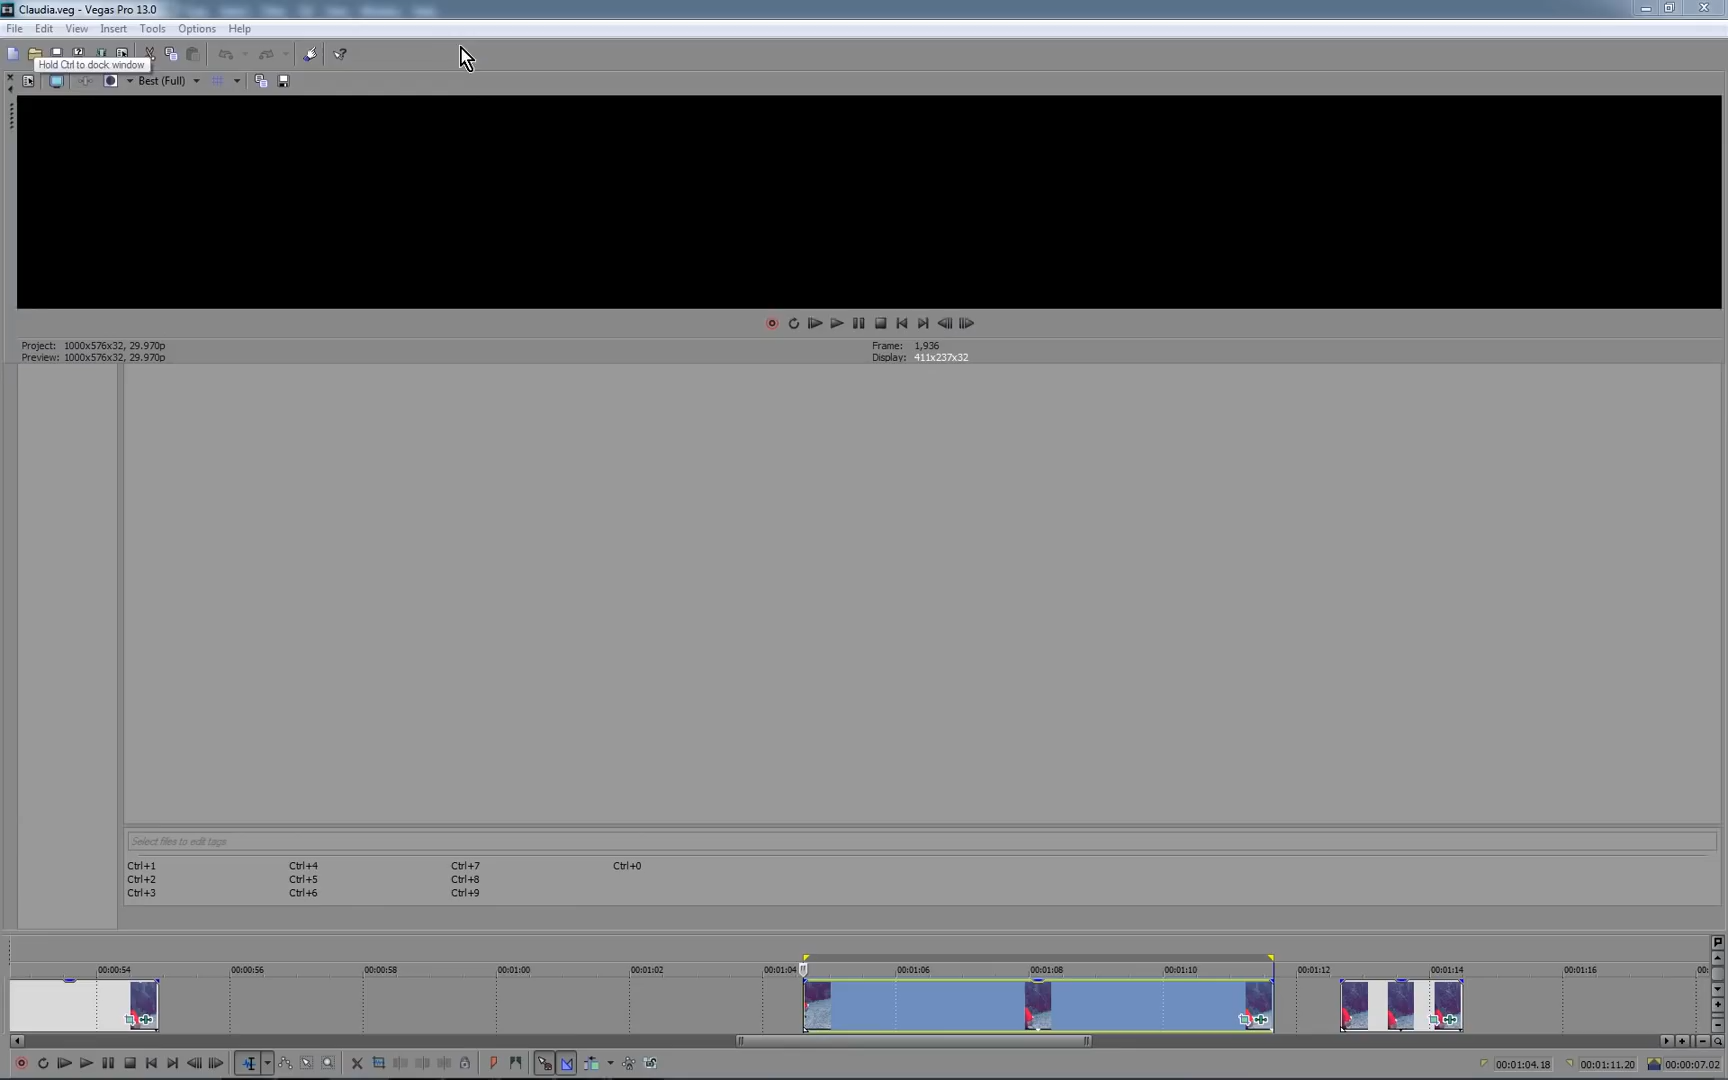 Claudia.veg - Vegas Pro 13.0
File Edit View Insert Tools Options Help
Hold Ctrl to dock window
Best (Full)
Project: 1000x576x32, 29.970p
Preview: 1000x576x32, 29.970p
Frame: 1,936
Display: 411x237x32
Select files to edit tags
Ctrl+1 Ctrl+4 Ctrl+7 Ctrl+0
Ctrl+2 Ctrl+5 Ctrl+8
Ctrl+3 Ctrl+6 Ctrl+9
00:00:54 00:00:56 00:00:58 00:01:00 00:01:02 00:01:04 00:01:06 00:01:08 00:01:10 00:01:12 00:01:14 00:01:16 00:
00:01:04.18 00:01:11.20 00:00:07.02